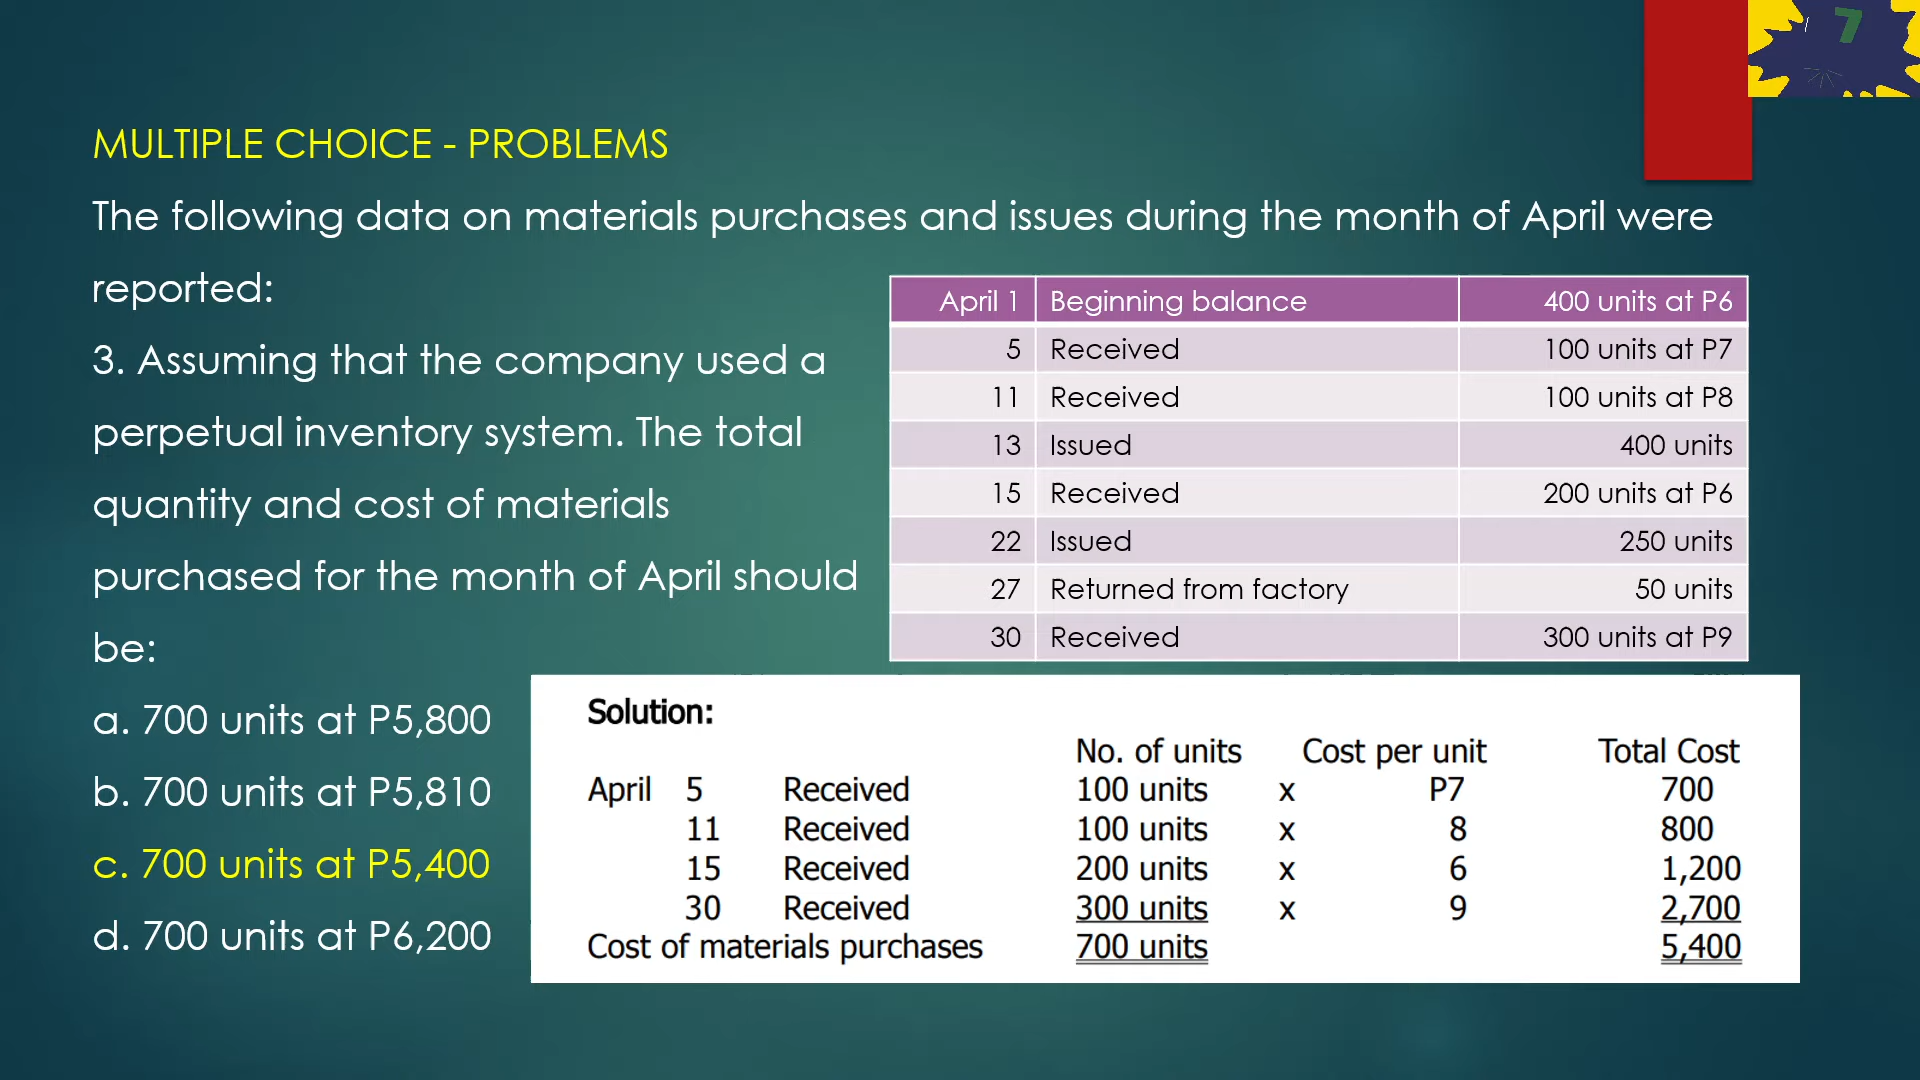 7
MULTIPLE CHOICE - PROBLEMS
The following data on materials purchases and issues during the month of April were
reported:
April 1 Beginning balance 400 units at P6
5 Received 100 units at P7
11 Received 100 units at P8
13 Issued 400 units
15 Received 200 units at P6
22 Issued 250 units
27 Returned from factory 50 units
30 Received 300 units at P9
3. Assuming that the company used a
perpetual inventory system. The total
quantity and cost of materials
purchased for the month of April should
be:
a. 700 units at P5,800
b. 700 units at P5,810
c. 700 units at P5,400
d. 700 units at P6,200
Solution:
No. of units Cost per unit Total Cost
April 5 Received 100 units x P7 700
11 Received 100 units x 8 800
15 Received 200 units x 6 1,200
30 Received 300 units x 9 2,700
Cost of materials purchases 700 units 5,400